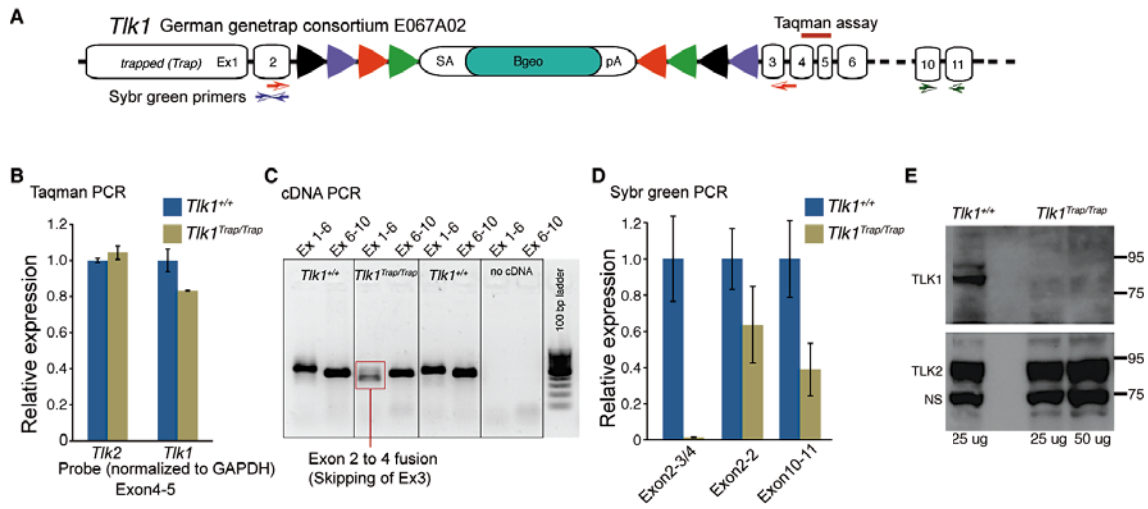 A
Tlk1 German genetrap consortium E067A02
Taqman assay
trapped (Trap) Ex1 2 SA Bgeo pA 3 4 5 6 10 11
Sybr green primers
B
Taqman PCR
Tlk1+/+
Tlk1Trap/Trap
Relative expression
1.2
1.0
0.8
0.6
0.4
0.2
0
Tlk2 Tlk1
Probe (normalized to GAPDH)
Exon4-5
C
cDNA PCR
Ex 1-6 Ex 6-10 Ex 1-6 Ex 6-10 Ex 1-6 Ex 6-10 Ex 1-6 Ex 6-10
Tlk1+/+ Tlk1Trap/Trap Tlk1+/+ no cDNA
100 bp ladder
Exon 2 to 4 fusion
(Skipping of Ex3)
D
Sybr green PCR
Tlk1+/+
Tlk1Trap/Trap
Relative expression
1.2
1.0
0.8
0.6
0.4
0.2
0
Exon2-3/4
Exon2-2
Exon10-11
E
Tlk1+/+ Tlk1Trap/Trap
TLK1
95
75
TLK2
NS
95
75
25 ug 25 ug 50 ug